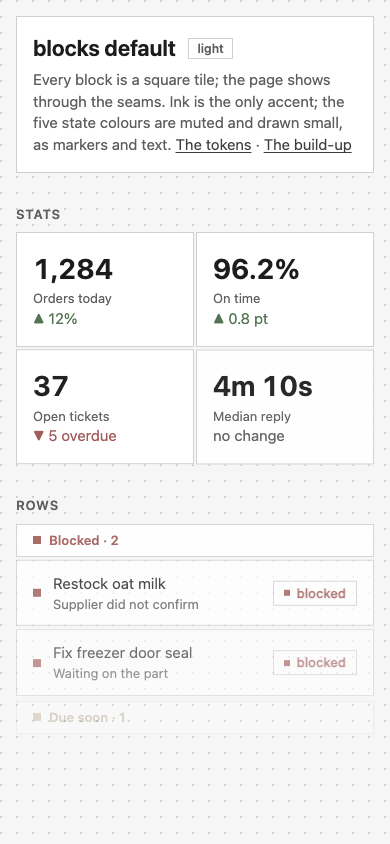 blocks default light
Every block is a square tile; the page shows
through the seams. Ink is the only accent; the
five state colours are muted and drawn small,
as markers and text. The tokens · The build-up
STATS
1,284
Orders today
▲ 12%
96.2%
On time
▲ 0.8 pt
37
Open tickets
▼ 5 overdue
4m 10s
Median reply
no change
ROWS
Blocked · 2
Restock oat milk
Supplier did not confirm
blocked
Fix freezer door seal
Waiting on the part
blocked
Due soon · 1